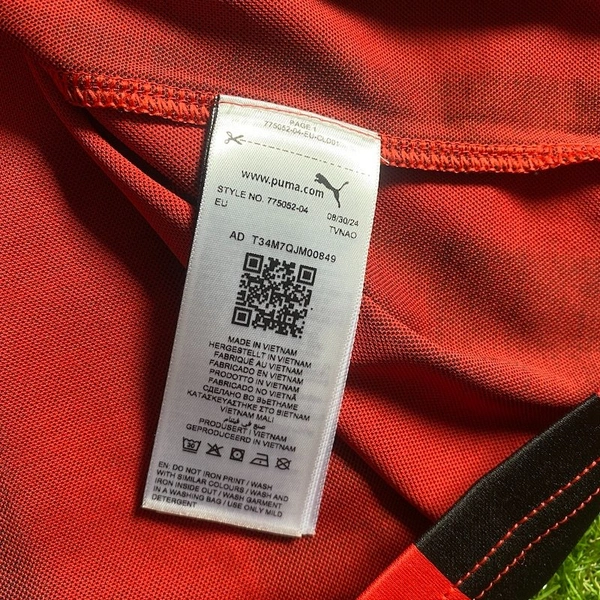 PAGE 1
775052-04-EU-CLD01
www.puma.com
STYLE NO. 775052-04
08/30/24
EU
TVNAO
AD T34M7QJM00849
MADE IN VIETNAM
HERGESTELLT IN VIETNAM
FABRIQUÉ AU VIETNAM
FABRICADO EN VIETNAM
PRODOTTO IN VIETNAM
FABRICADO NO VIETNÃ
СДЕЛАНО ВО ВЬЕТНАМЕ
ΚΑΤΑΣΚΕΥΑΣΤΗΚΕ ΣΤΟ ΒΙΕΤΝΑΜ
VIETNAM MALI
صنع في فيتنام
PRODUSERT I VIETNAM
GEPRODUCEERD IN VIETNAM
EN: DO NOT IRON PRINT / WASH
WITH SIMILAR COLOURS / WASH AND
IRON INSIDE OUT / WASH GARMENT
IN A WASHING BAG / USE ONLY MILD
DETERGENT